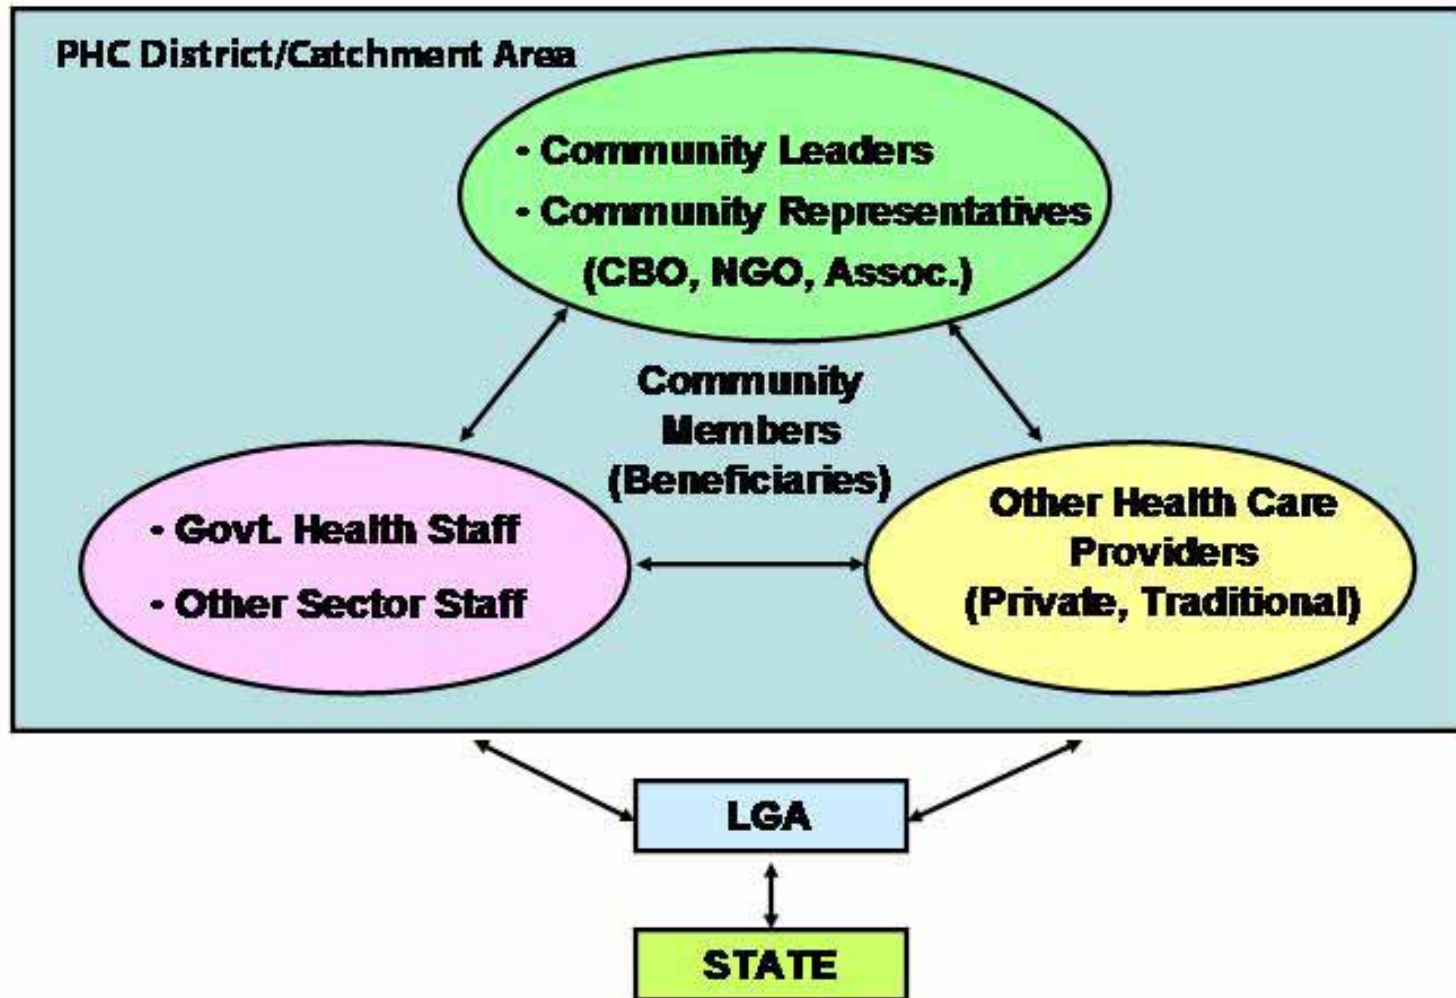 PHC District/Catchment Area
• Community Leaders
• Community Representatives
(CBO, NGO, Assoc.)
Community
Members
(Beneficiaries)
• Govt. Health Staff
• Other Sector Staff
Other Health Care
Providers
(Private, Traditional)
LGA
STATE